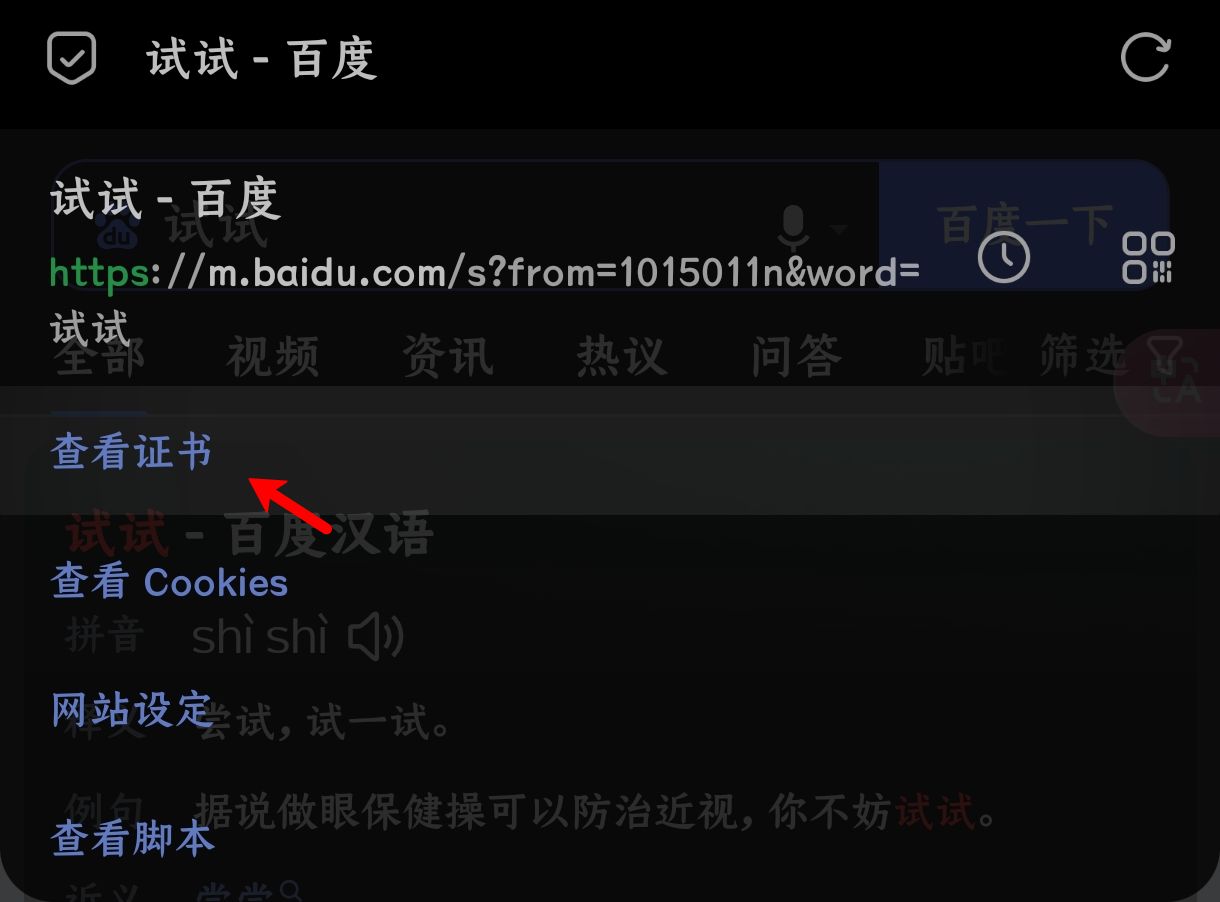 试试 - 百度
试试 - 百度
du
试试
百度一下
https://m.baidu.com/s?from=1015011n&word=
试试
全部
视频
资讯
热议
问答
贴吧
筛选
查看证书
试试 - 百度汉语
查看 Cookies
拼音
shì shì
网站设定
释义
尝试，试一试。
例句
据说做眼保健操可以防治近视，你不妨试试。
查看脚本
近义
尝尝